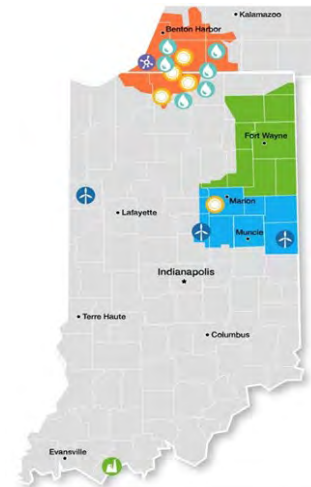 Kalamazoo
Benton Harbor
Fort Wayne
Marion
Lafayette
Muncie
Indianapolis
Terre Haute
Columbus
Evansville